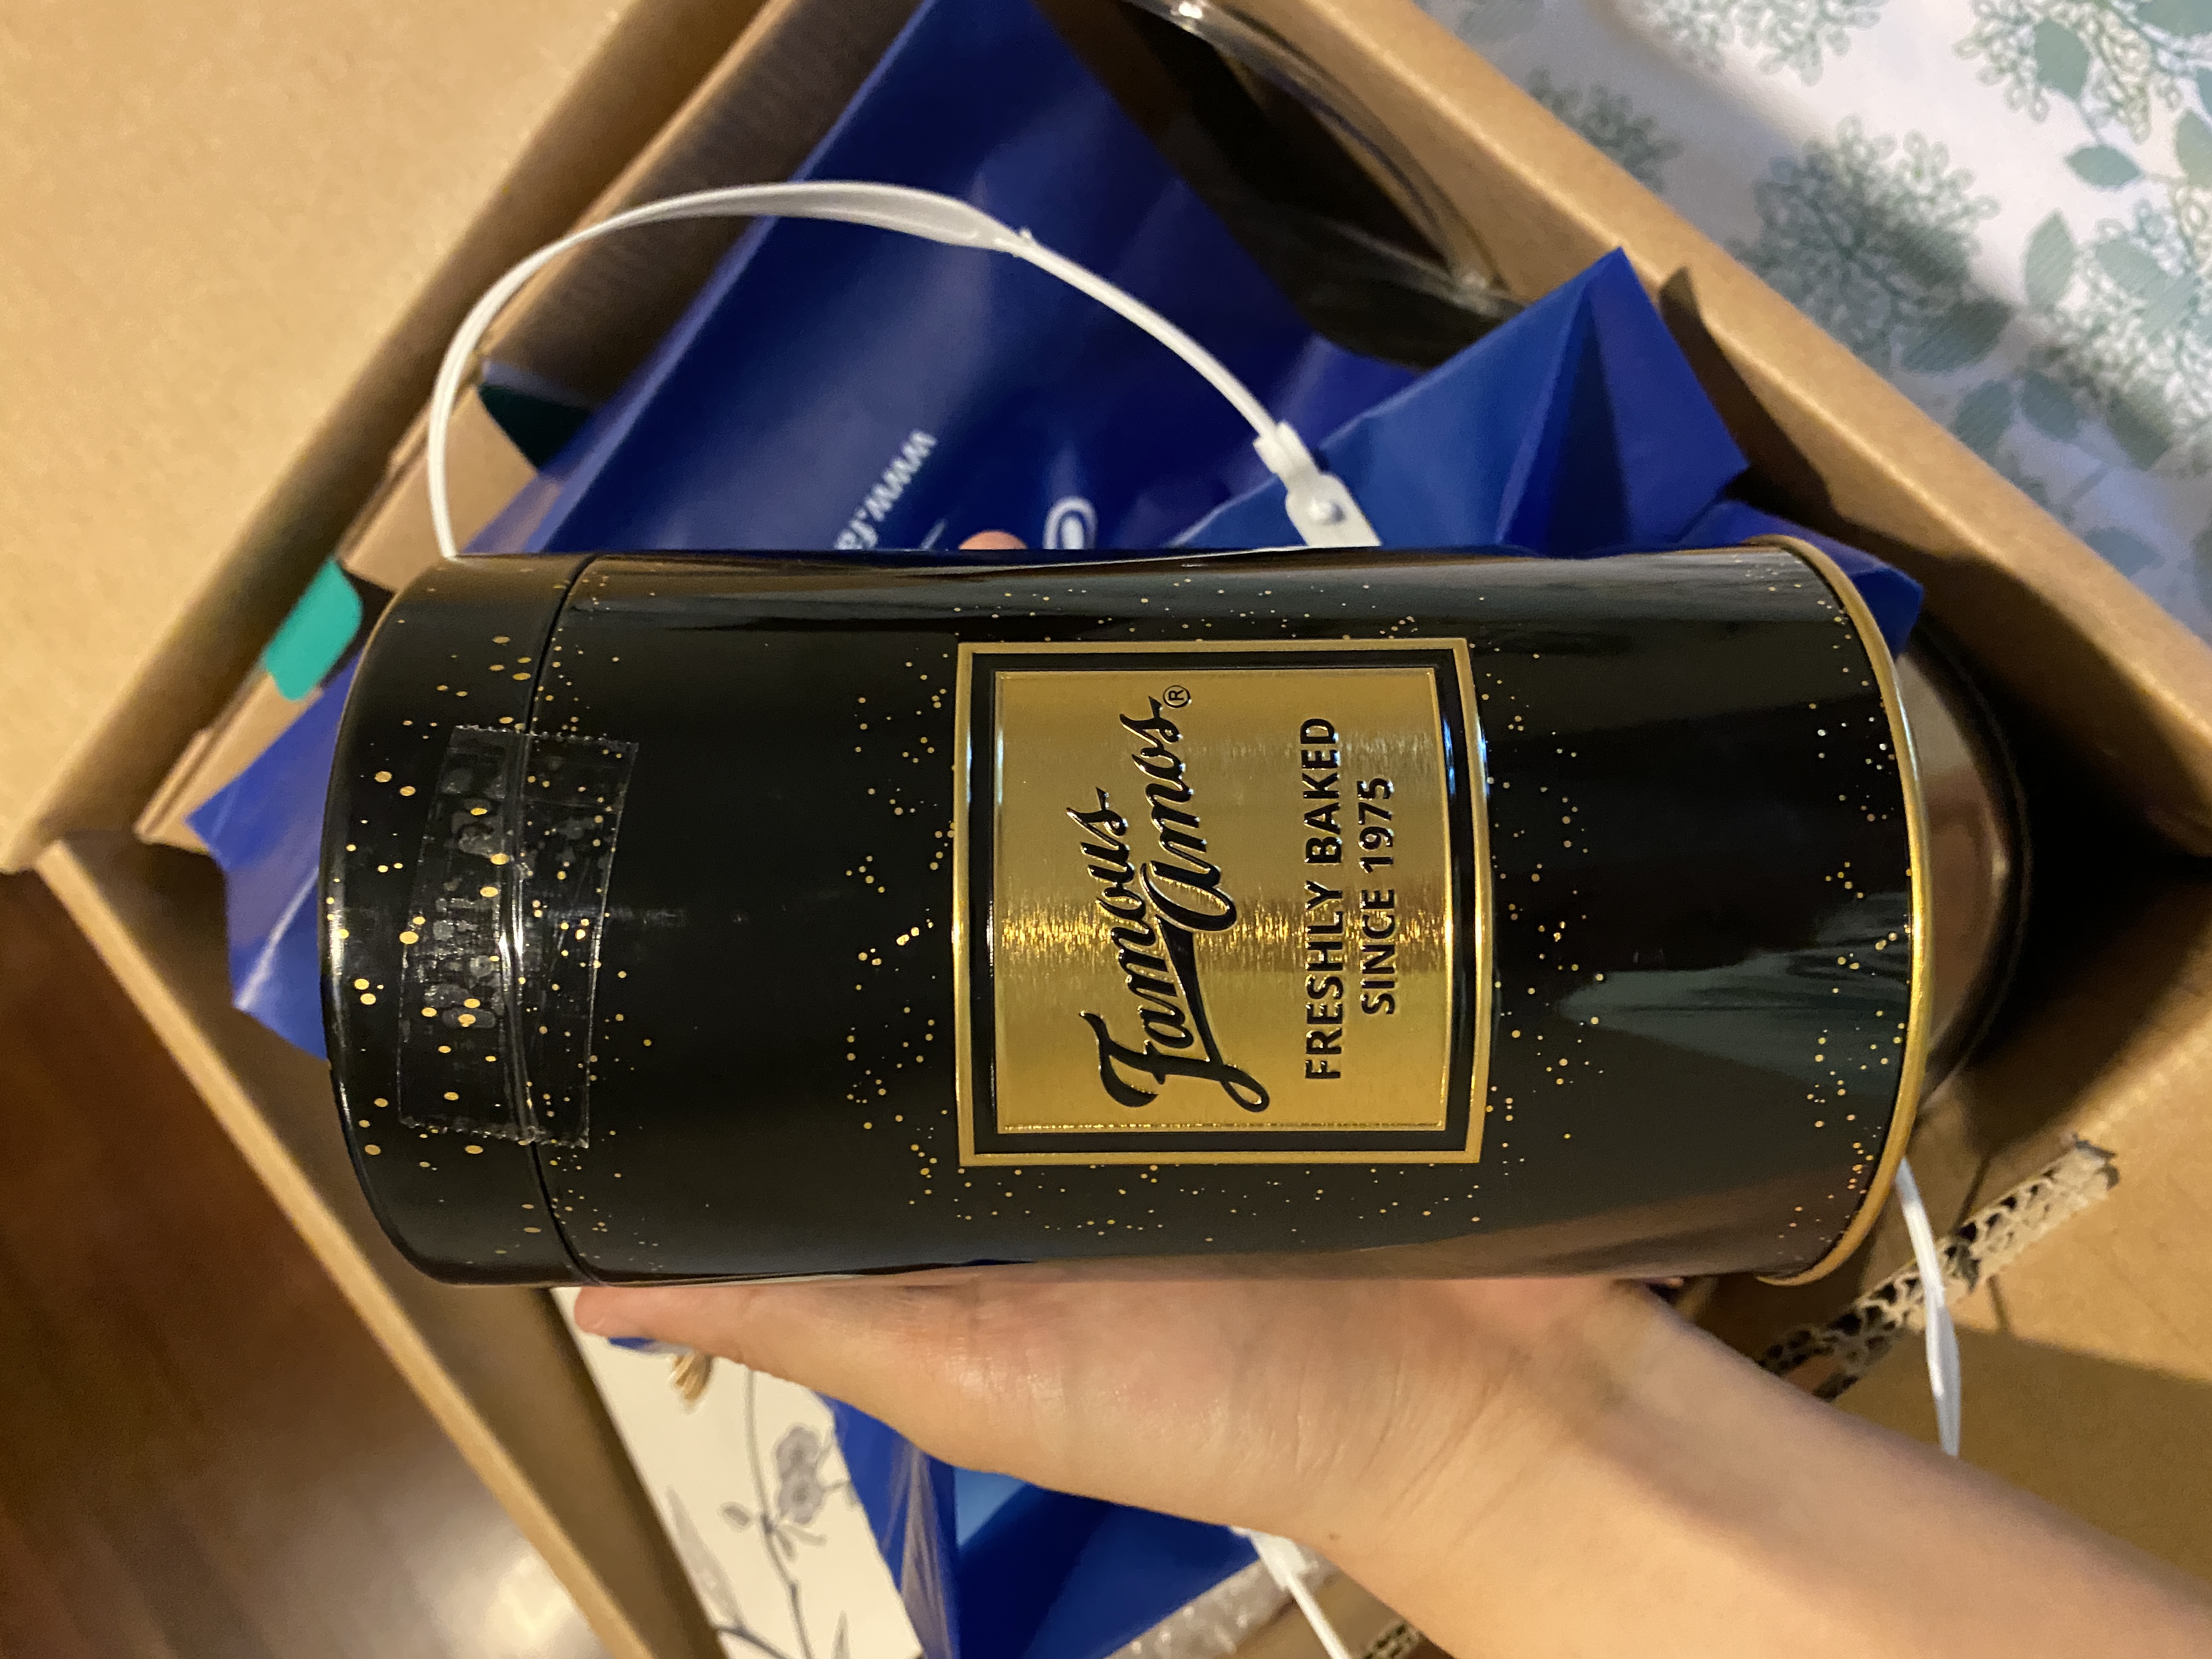 Famous
Amos®
FRESHLY BAKED
SINCE 1975